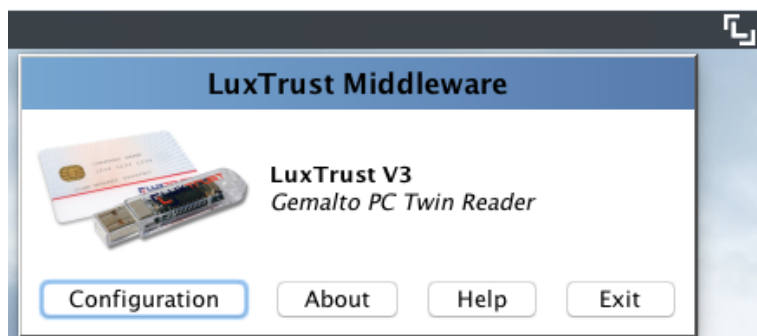 LuxTrust Middleware
LuxTrust V3
Gemalto PC Twin Reader
Configuration
About
Help
Exit